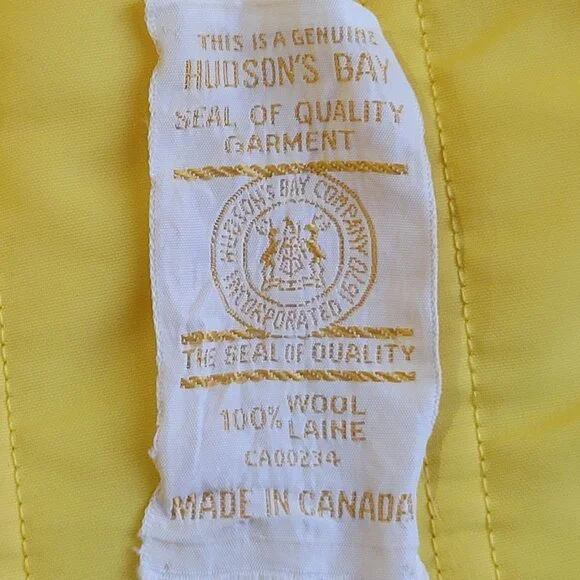 THIS IS A GENUINE
HUDSON'S BAY
SEAL OF QUALITY
GARMENT
HUDSON'S BAY COMPANY
INCORPORATED 1670
THE SEAL OF QUALITY
100% WOOL
LAINE
CA00234
MADE IN CANADA